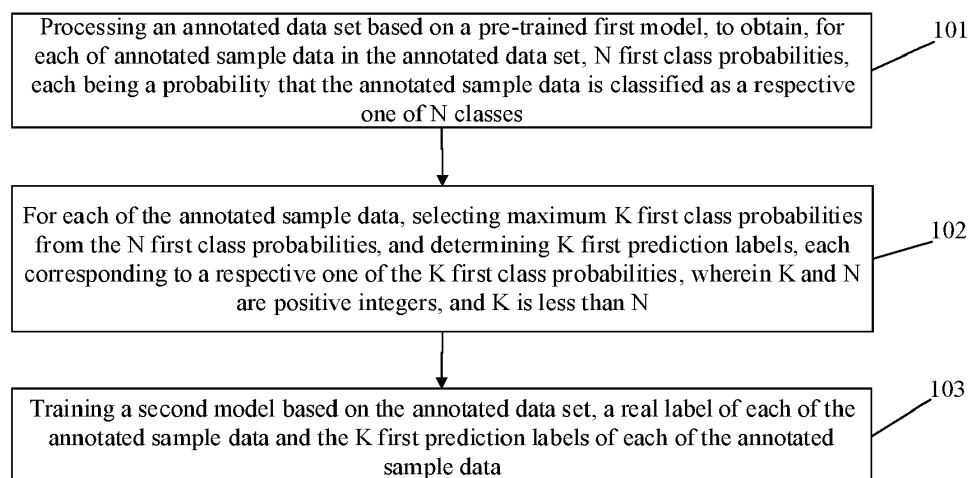 Processing an annotated data set based on a pre-trained first model, to obtain, for
each of annotated sample data in the annotated data set, N first class probabilities,
each being a probability that the annotated sample data is classified as a respective
one of N classes
101
For each of the annotated sample data, selecting maximum K first class probabilities
from the N first class probabilities, and determining K first prediction labels, each
corresponding to a respective one of the K first class probabilities, wherein K and N
are positive integers, and K is less than N
102
Training a second model based on the annotated data set, a real label of each of the
annotated sample data and the K first prediction labels of each of the annotated
sample data
103